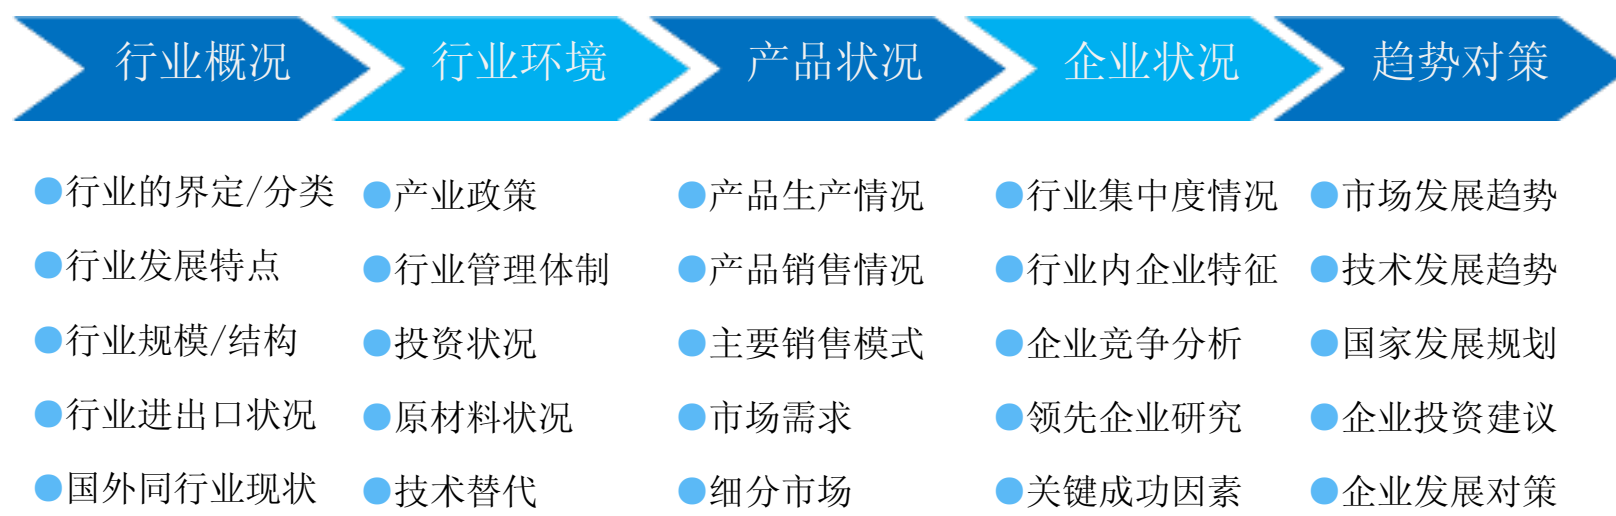 行业概况
行业环境
产品状况
企业状况
趋势对策
●行业的界定/分类
●行业发展特点
●行业规模/结构
●行业进出口状况
●国外同行业现状
●产业政策
●行业管理体制
●投资状况
●原材料状况
●技术替代
●产品生产情况
●产品销售情况
●主要销售模式
●市场需求
●细分市场
●行业集中度情况
●行业内企业特征
●企业竞争分析
●领先企业研究
●关键成功因素
●市场发展趋势
●技术发展趋势
●国家发展规划
●企业投资建议
●企业发展对策